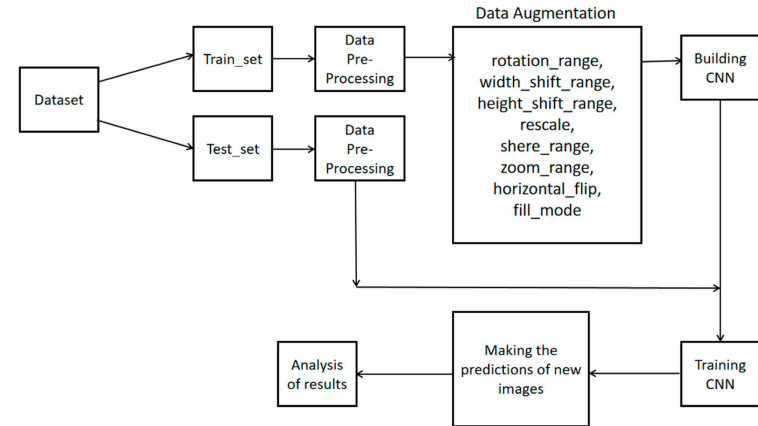 Data Augmentation
Dataset
Train_set
Data
Pre-
Processing
rotation_range,
width_shift_range,
height_shift_range,
rescale,
shere_range,
zoom_range,
horizontal_flip,
fill_mode
Building
CNN
Test_set
Data
Pre-
Processing
Analysis
of results
Making the
predictions of new
images
Training
CNN